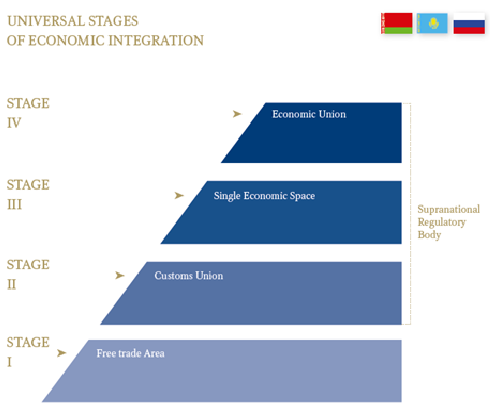 UNIVERSAL STAGES
OF ECONOMIC INTEGRATION
STAGE
IV
Economic Union
STAGE
III
Single Economic Space
Supranational
Regulatory
Body
STAGE
II
Customs Union
STAGE
I
Free trade Area